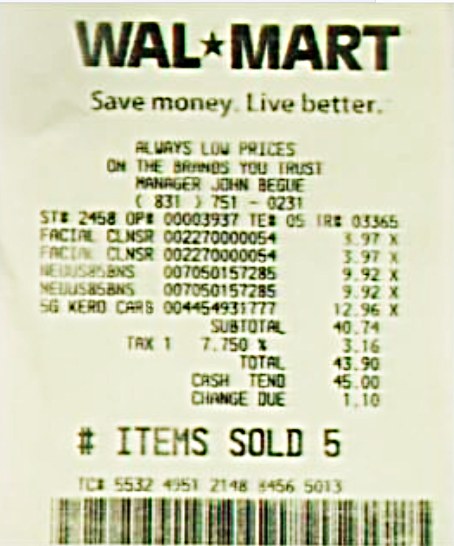 WAL★MART
Save money. Live better.
ALWAYS LOW PRICES
ON THE BRANDS YOU TRUST
MANAGER JOHN BEGUE
( 831 ) 751 - 0231
ST# 2458 OP# 00003937 TE# 05 TR# 03365
FACIAL CLNSR 002270000054 3.97 X
FACIAL CLNSR 002270000054 3.97 X
007050157285 9.92 X
007050157285 9.92 X
5G KERO CARB 004454931777 12.96 X
SUBTOTAL 40.74
TAX 1 7.750 % 3.16
TOTAL 43.90
CASH TEND 45.00
CHANGE DUE 1.10
# ITEMS SOLD 5
TC# 5532 4951 2148 8456 5013